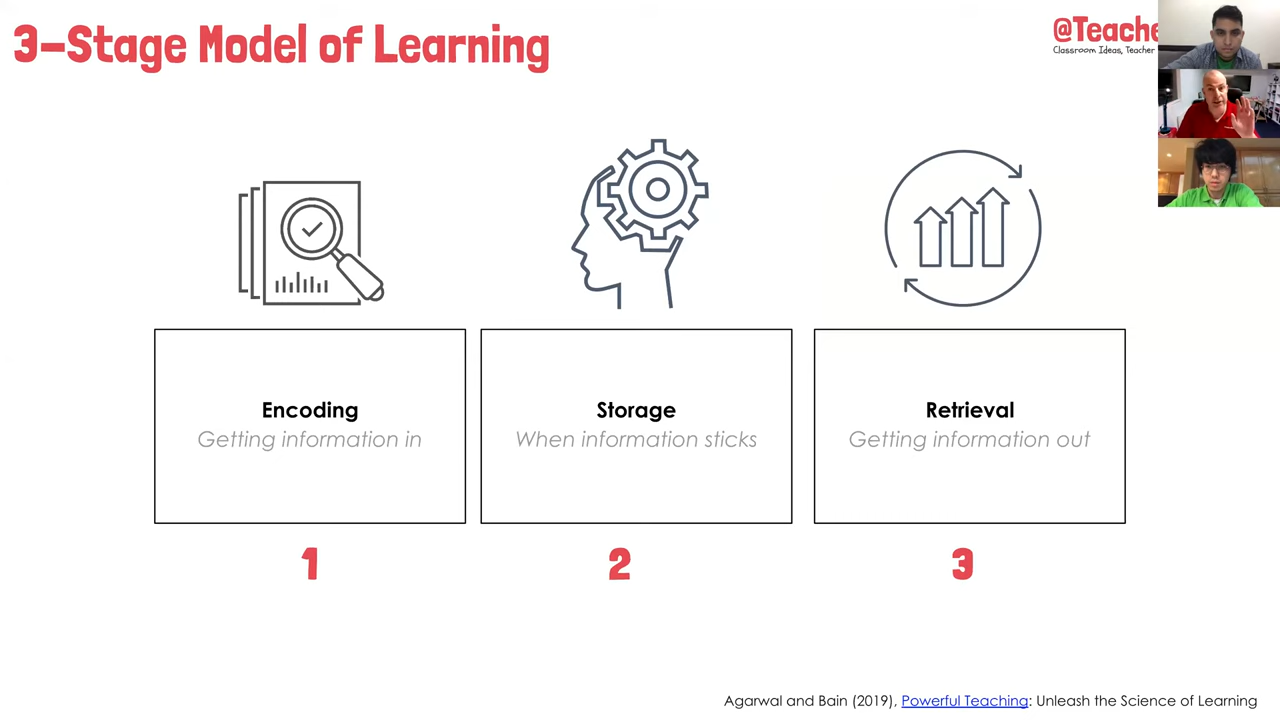 3-Stage Model of Learning
@Teache
Classroom Ideas, Teacher
Encoding
Getting information in
Storage
When information sticks
Retrieval
Getting information out
1
2
3
Agarwal and Bain (2019), Powerful Teaching: Unleash the Science of Learning